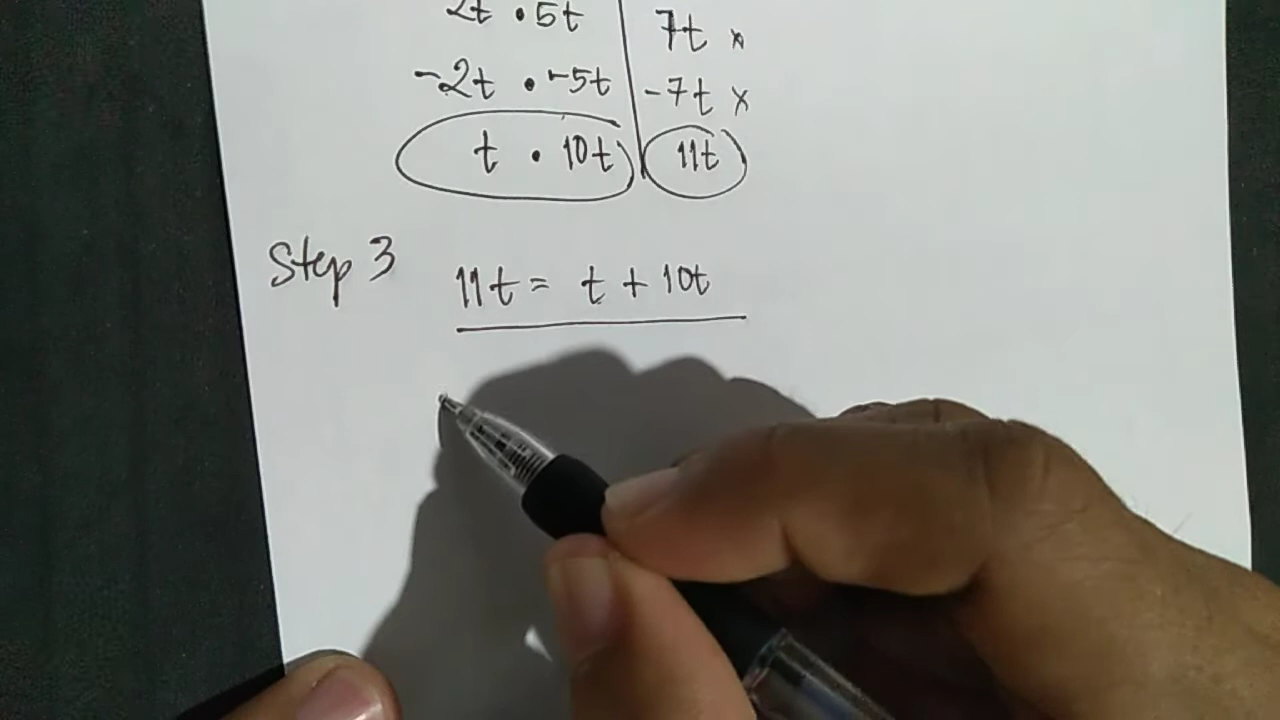 2t • 5t 7t x
-2t • -5t -7t x
t • 10t 11t
Step 3 11t = t + 10t